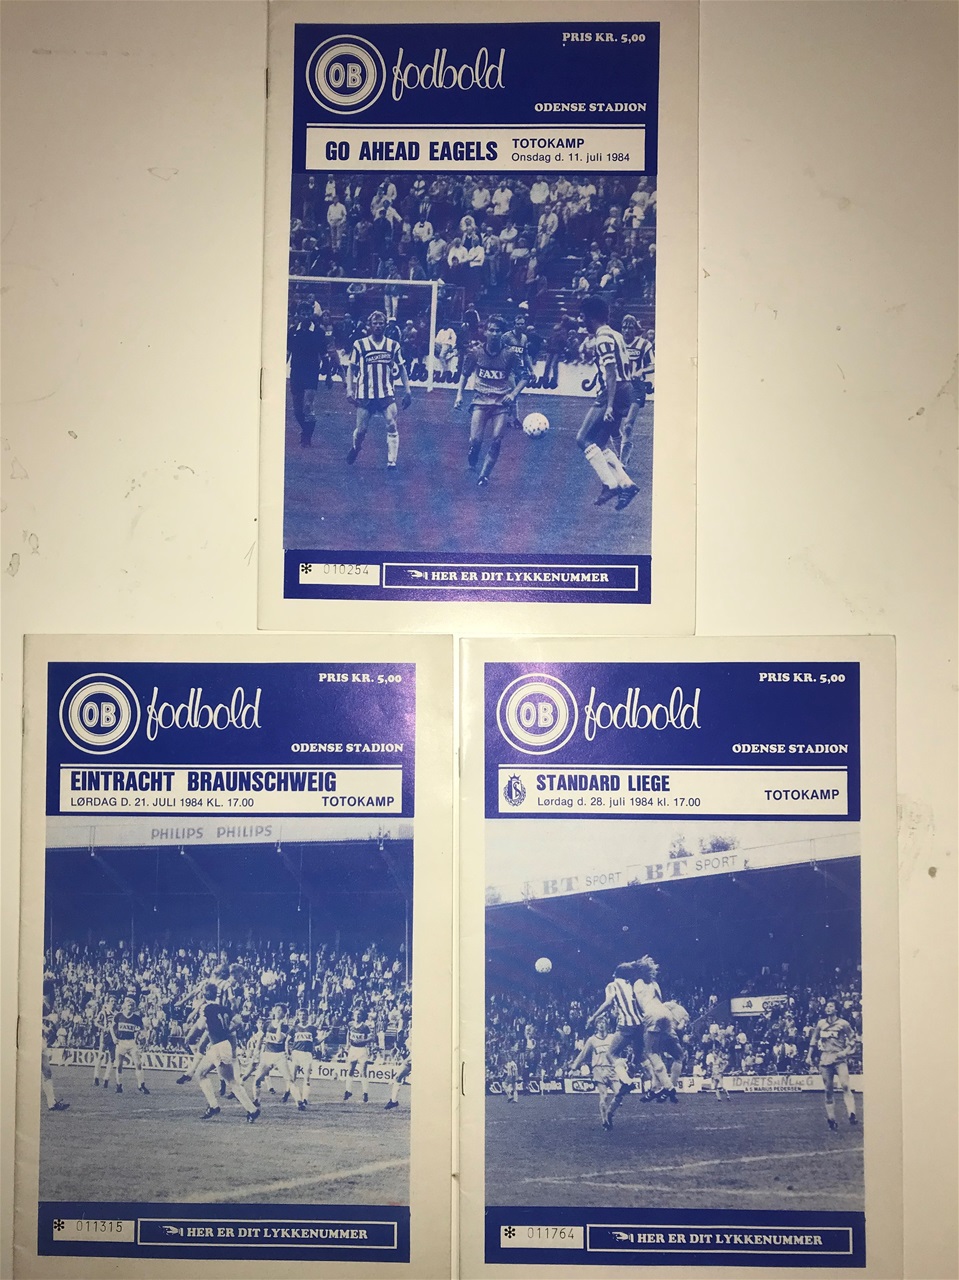 PRIS KR. 5,00
OB fodbold
ODENSE STADION
GO AHEAD EAGELS
TOTOKAMP
Onsdag d. 11. juli 1984
FAXE
* 010254
HER ER DIT LYKKENUMMER
PRIS KR. 5,00
OB fodbold
ODENSE STADION
EINTRACHT BRAUNSCHWEIG
LØRDAG D. 21. JULI 1984 KL. 17.00
TOTOKAMP
PHILIPS PHILIPS
FAXE
for mennesk
* 011315
HER ER DIT LYKKENUMMER
PRIS KR. 5,00
OB fodbold
ODENSE STADION
STANDARD LIEGE
Lørdag d. 28. juli 1984 kl. 17.00
TOTOKAMP
BT SPORT BT SPORT
* 011764
HER ER DIT LYKKENUMMER